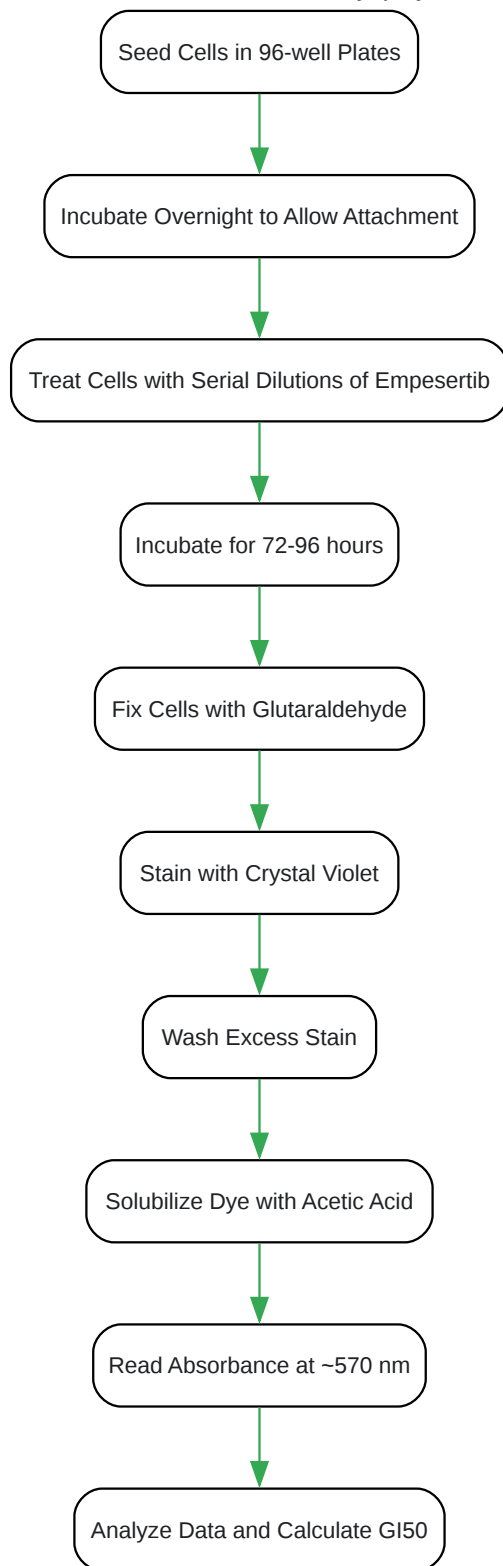 Seed Cells in 96-well Plates
Incubate Overnight to Allow Attachment
Treat Cells with Serial Dilutions of Empesertib
Incubate for 72-96 hours
Fix Cells with Glutaraldehyde
Stain with Crystal Violet
Wash Excess Stain
Solubilize Dye with Acetic Acid
Read Absorbance at ~570 nm
Analyze Data and Calculate GI50